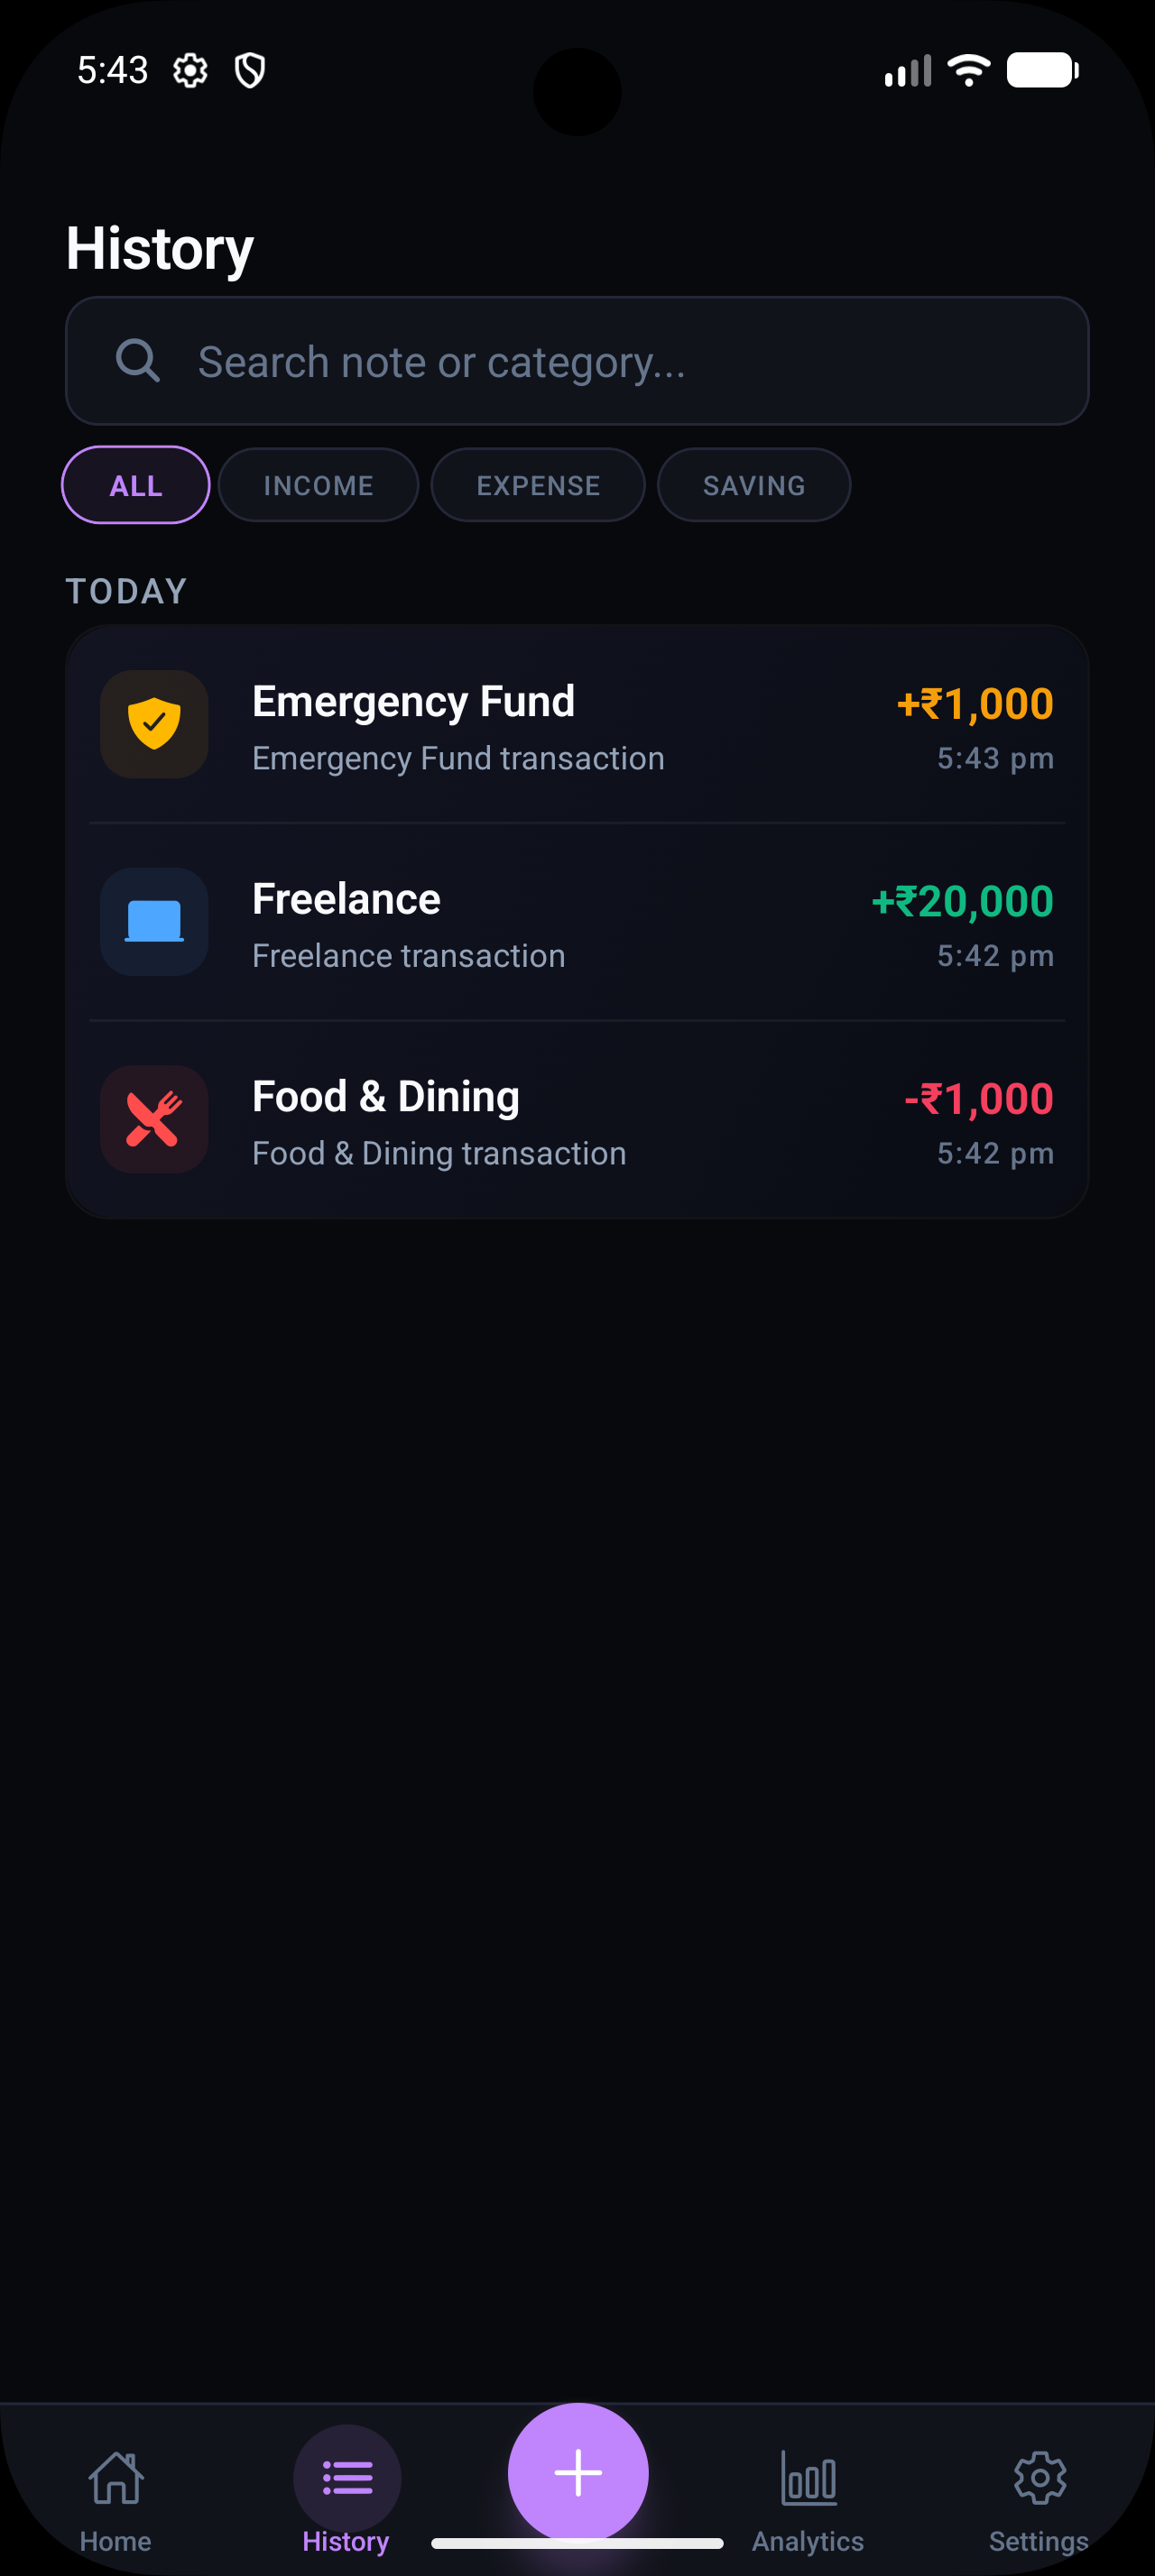 5:43
History
Search note or category...
ALL INCOME EXPENSE SAVING
TODAY
Emergency Fund +₹1,000
Emergency Fund transaction 5:43 pm
Freelance +₹20,000
Freelance transaction 5:42 pm
Food & Dining -₹1,000
Food & Dining transaction 5:42 pm
Home History Analytics Settings